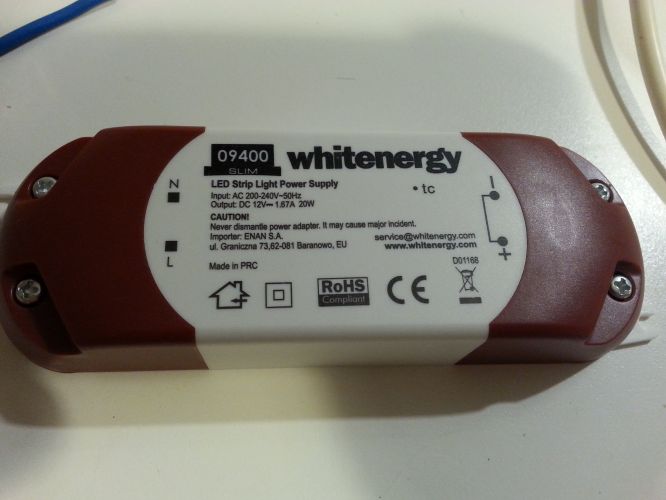 09400 whitenergy
SLIM
LED Strip Light Power Supply
N
Input: AC 200-240V~50Hz
Output: DC 12V⎓ 1.67A 20W
• tc
−
CAUTION!
Never dismantle power adapter. It may cause major incident.
Importer: ENAN S.A.
service@whitenergy.com
ul. Graniczna 73,62-081 Baranowo, EU
www.whitenergy.com
+
L
Made in PRC
D01168
RoHS
Compliant
CE